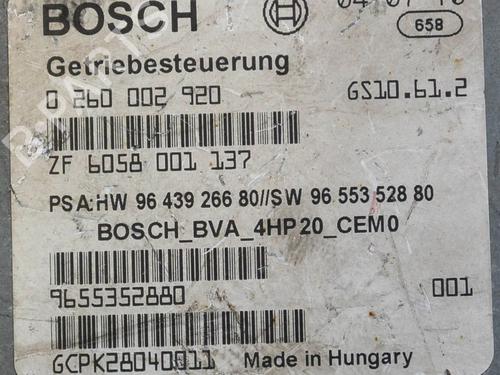 BOSCH
658
Getriebesteuerung
0 260 002 920
GS10.61.2
ZF 6058 001 137
PSA:HW 96 439 266 80//SW 96 553 528 80
BOSCH_BVA_4HP20_CEM0
9655352880
001
GCPK28040011
Made in Hungary